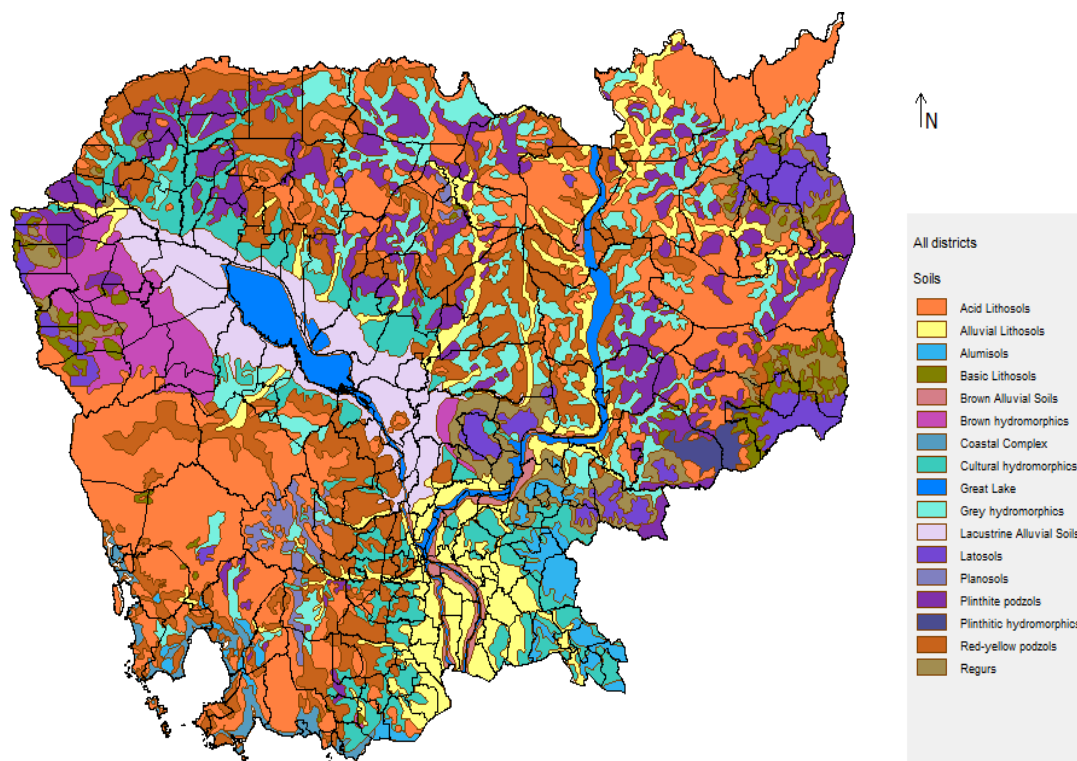 N
All districts
Soils
Acid Lithosols
Alluvial Lithosols
Alumisols
Basic Lithosols
Brown Alluvial Soils
Brown hydromorphics
Coastal Complex
Cultural hydromorphics
Great Lake
Grey hydromorphics
Lacustrine Alluvial Soils
Latosols
Planosols
Plinthite podzols
Plinthitic hydromorphics
Red-yellow podzols
Regurs